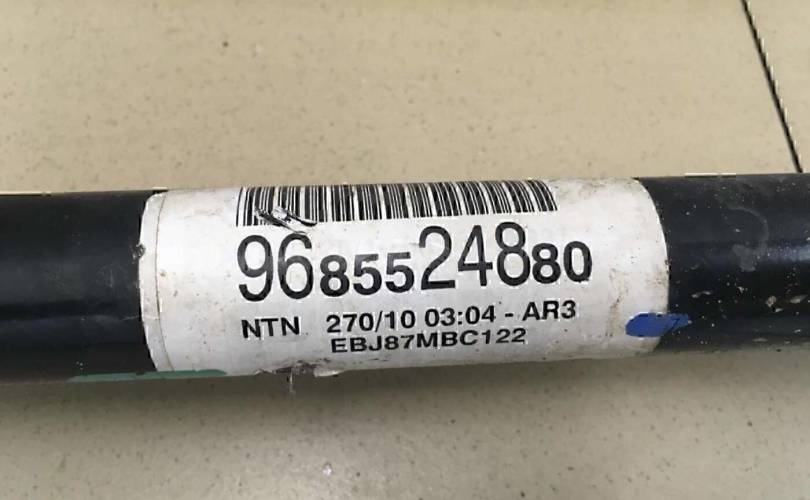 9685524880
NTN 270/10 03:04 - AR3
EBJ87MBC122